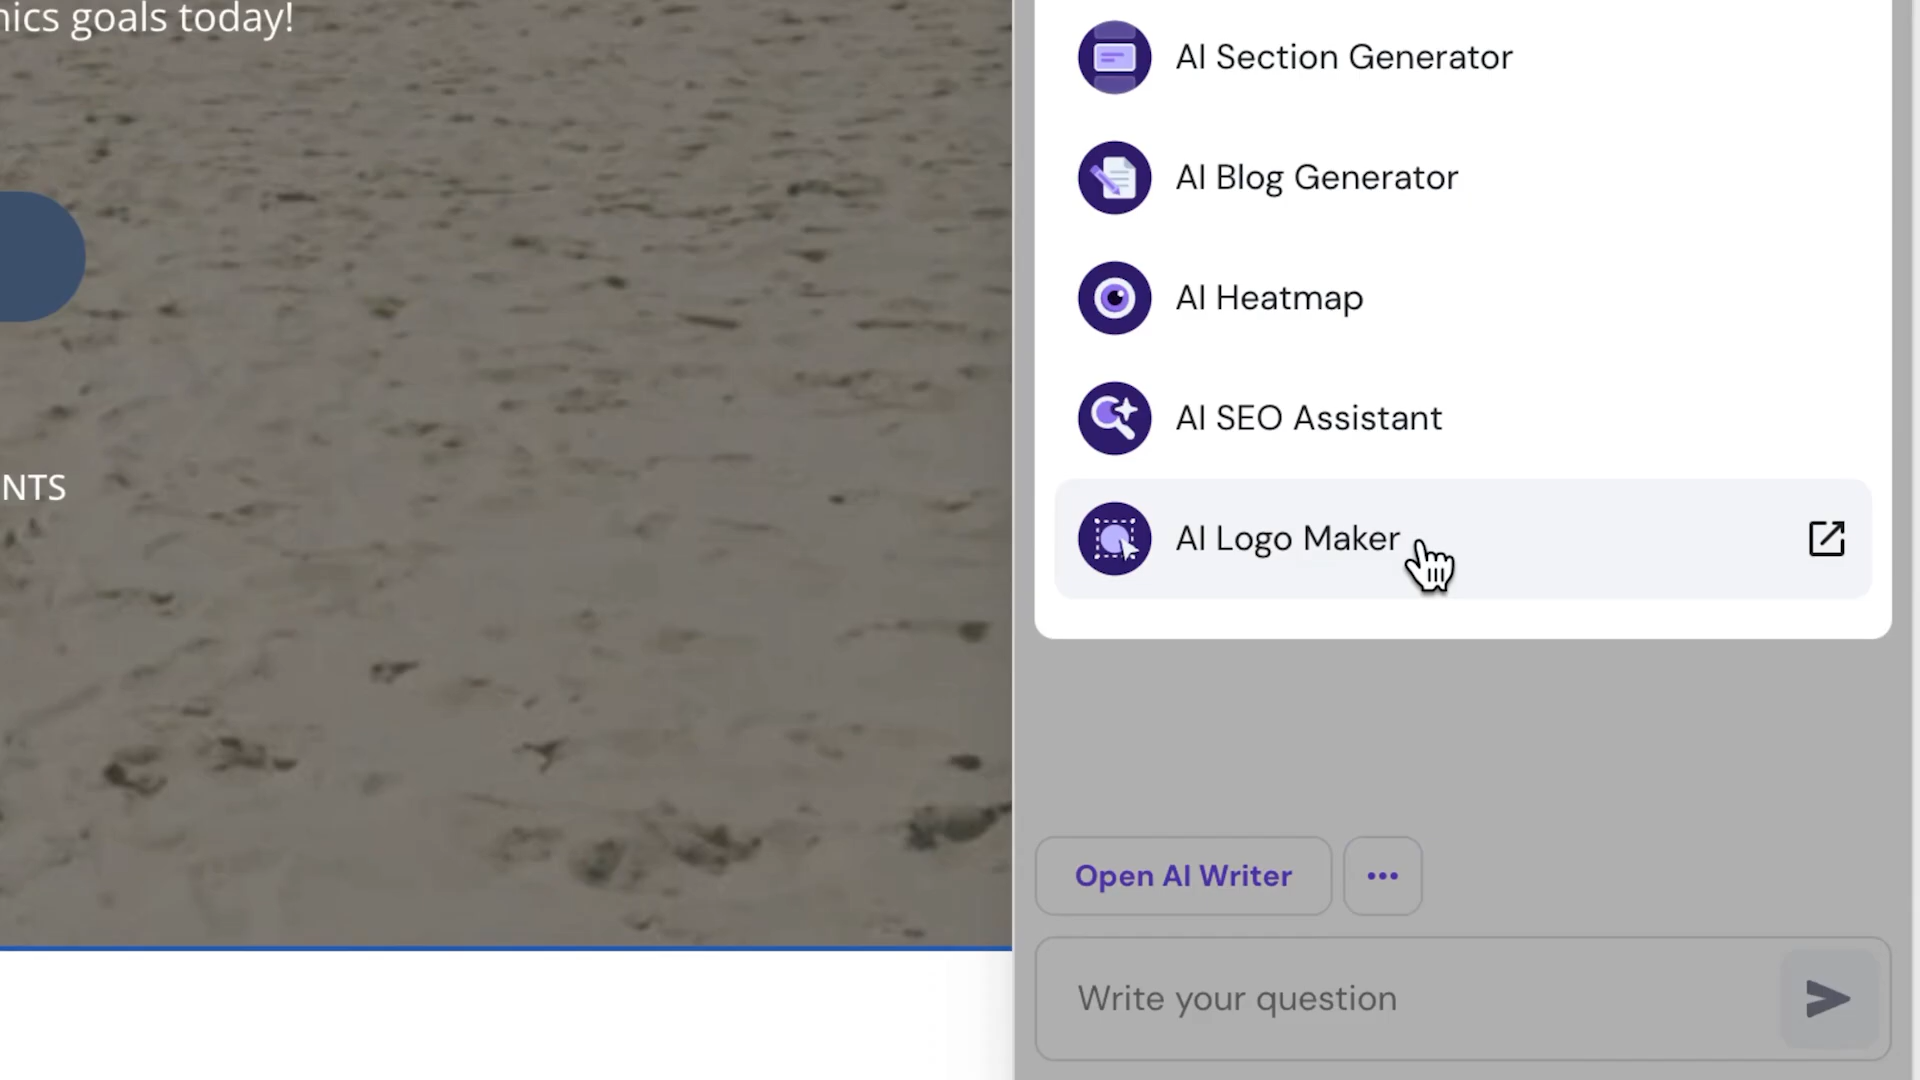 nics goals today!
NTS
AI Section Generator
AI Blog Generator
AI Heatmap
AI SEO Assistant
AI Logo Maker
Open AI Writer
Write your question